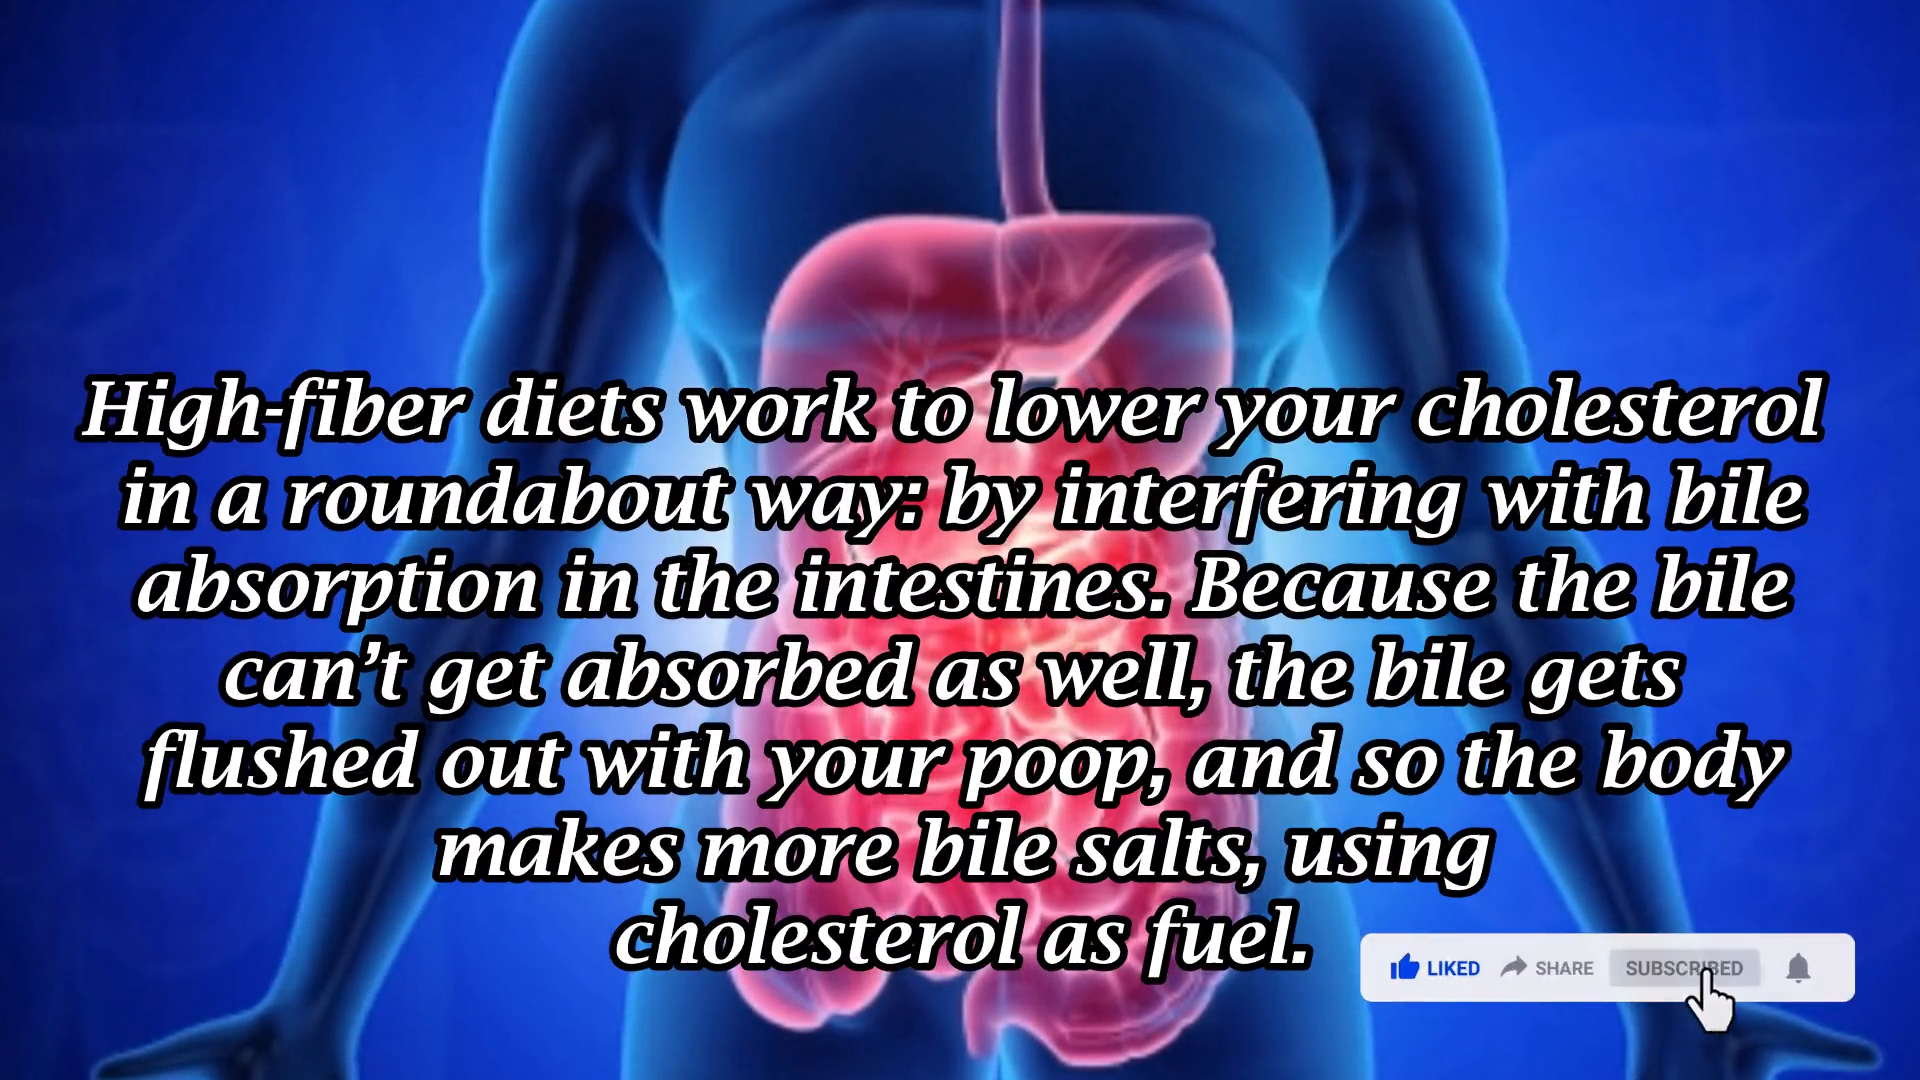 High-fiber diets work to lower your cholesterol
in a roundabout way: by interfering with bile
absorption in the intestines. Because the bile
can’t get absorbed as well, the bile gets
flushed out with your poop, and so the body
makes more bile salts, using
cholesterol as fuel.
LIKED SHARE SUBSCRIBED